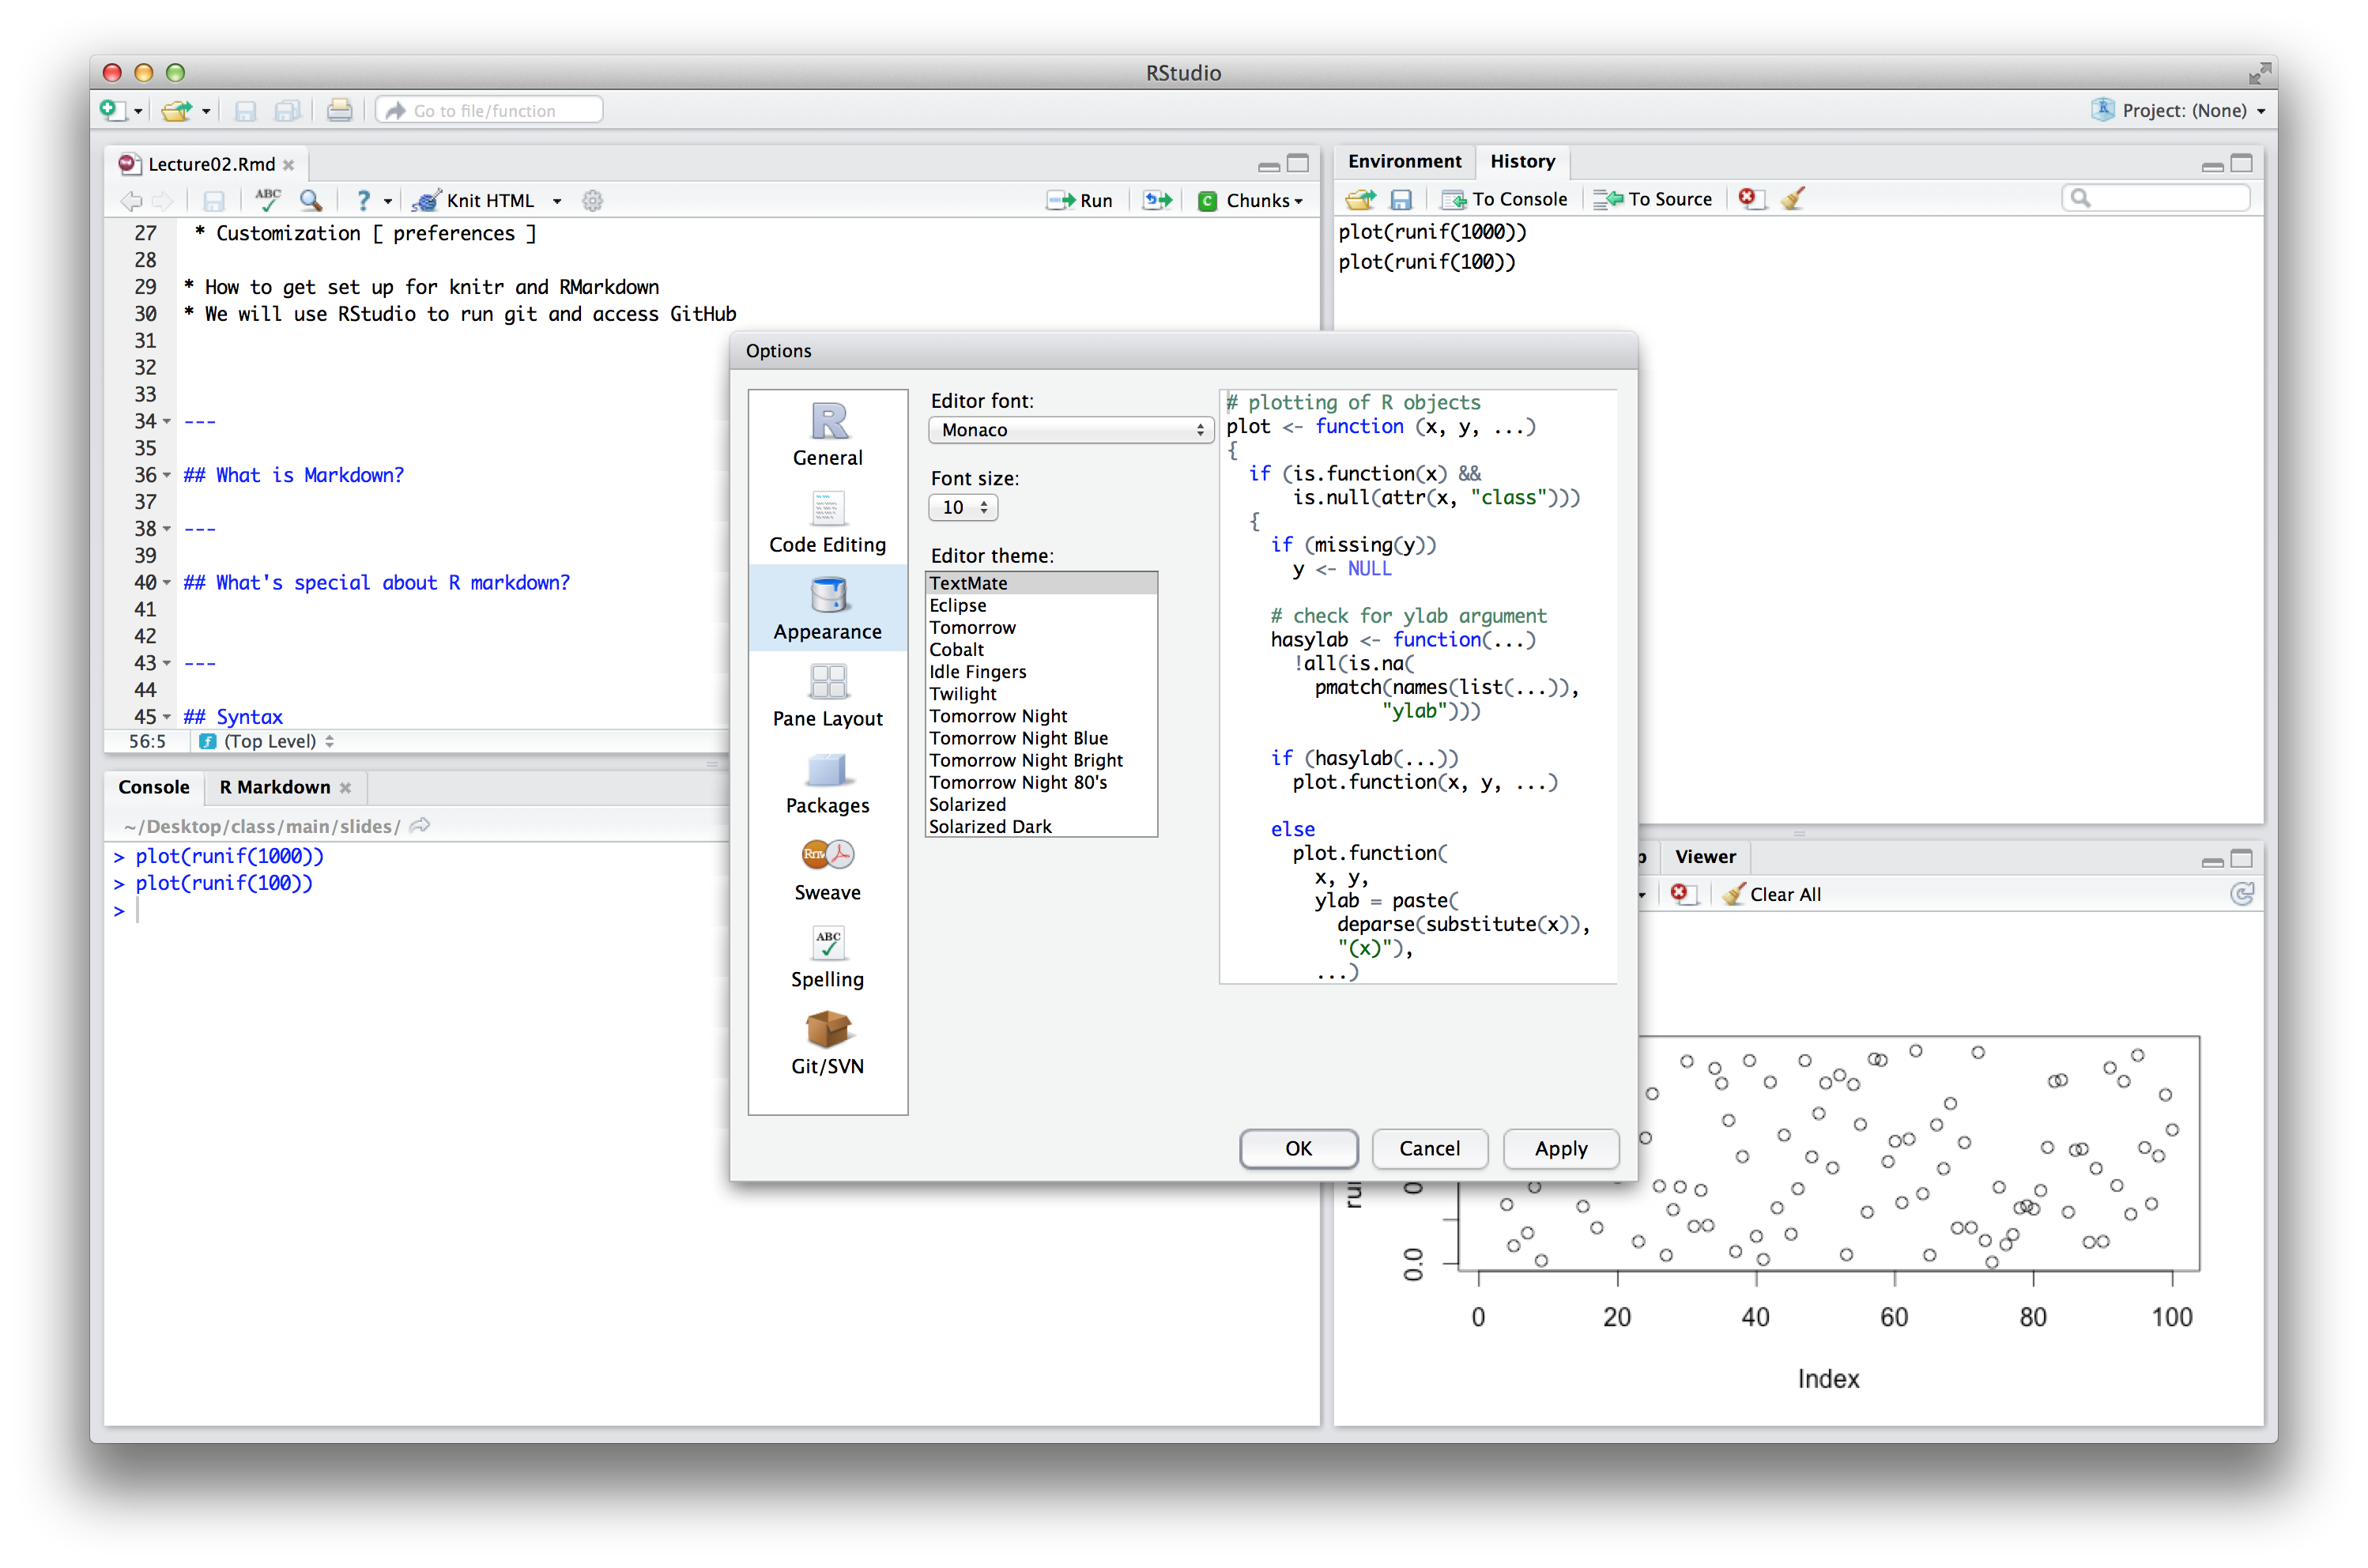 RStudio
Go to file/function
Project: (None)
Lecture02.Rmd
ABC
?
Knit HTML
Run
C Chunks
27 * Customization [ preferences ]
28
29 * How to get set up for knitr and RMarkdown
30 * We will use RStudio to run git and access GitHub
31
32
33
34 ---
35
36 ## What is Markdown?
37
38 ---
39
40 ## What's special about R markdown?
41
42
43 ---
44
45 ## Syntax
56:5 (Top Level)
Console R Markdown
~/Desktop/class/main/slides/
> plot(runif(1000))
> plot(runif(100))
>
Environment History
To Console To Source
plot(runif(1000))
plot(runif(100))
Options
R
General
Code Editing
Appearance
Pane Layout
Packages
Rnw
Sweave
ABC
Spelling
Git/SVN
Editor font:
Monaco
Font size:
10
Editor theme:
TextMate
Eclipse
Tomorrow
Cobalt
Idle Fingers
Twilight
Tomorrow Night
Tomorrow Night Blue
Tomorrow Night Bright
Tomorrow Night 80's
Solarized
Solarized Dark
# plotting of R objects
plot <- function (x, y, ...)
{
if (is.function(x) &&
is.null(attr(x, "class")))
{
if (missing(y))
y <- NULL
# check for ylab argument
hasylab <- function(...)
!all(is.na(
pmatch(names(list(...)),
"ylab")))
if (hasylab(...))
plot.function(x, y, ...)
else
plot.function(
x, y,
ylab = paste(
deparse(substitute(x)),
"(x)"),
...)
OK Cancel Apply
Viewer
Clear All
0.0
0 20 40 60 80 100
Index